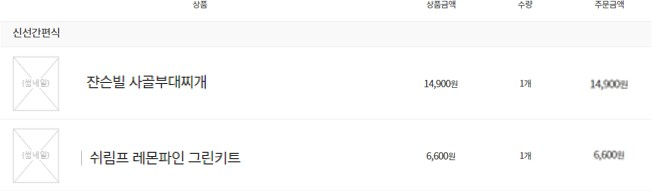 상품 상품금액 수량 주문금액
신선간편식
(썸네일) 쟌슨빌 사골부대찌개 14,900원 1개 14,900원
(썸네일) 쉬림프 레몬파인 그린키트 6,600원 1개 6,600원